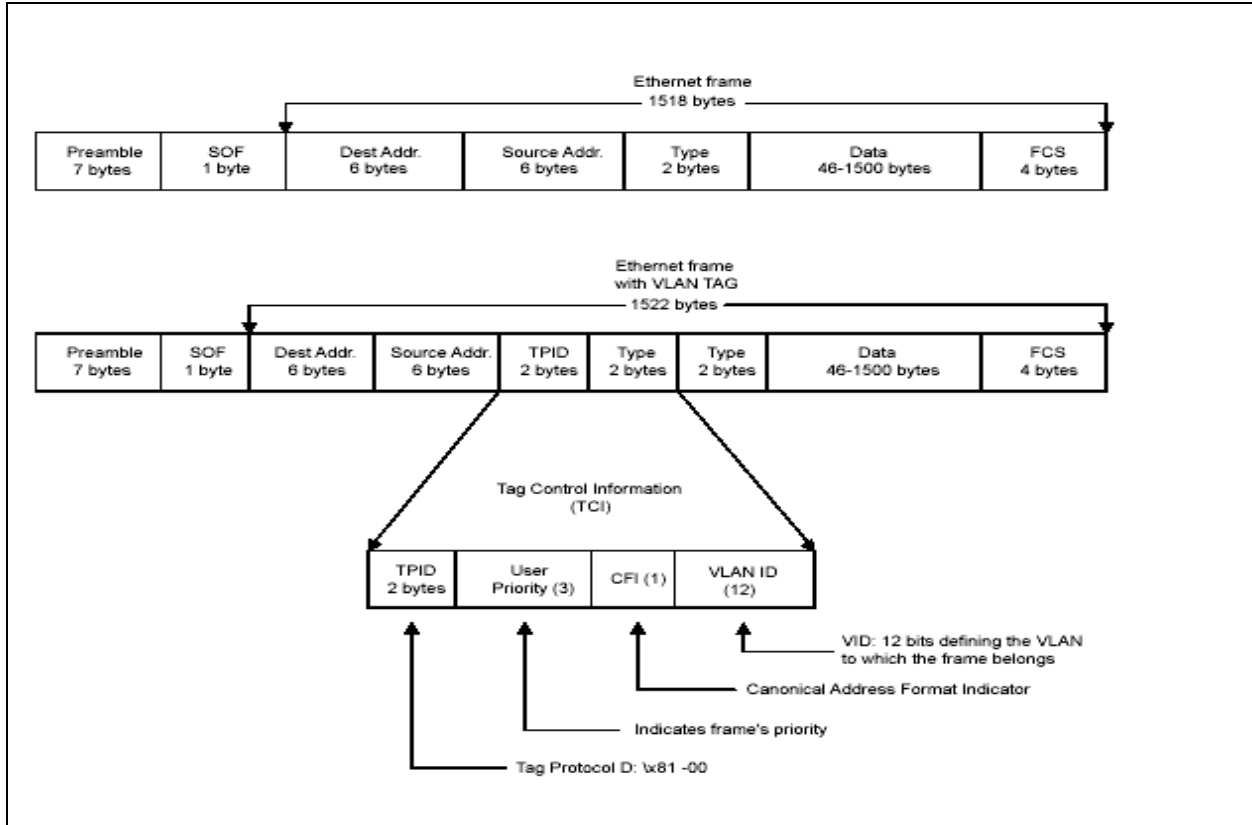 Ethernet frame
1518 bytes
Preamble
7 bytes
SOF
1 byte
Dest Addr.
6 bytes
Source Addr.
6 bytes
Type
2 bytes
Data
46-1500 bytes
FCS
4 bytes
Ethernet frame
with VLAN TAG
1522 bytes
Preamble
7 bytes
SOF
1 byte
Dest Addr.
6 bytes
Source Addr.
6 bytes
TPID
2 bytes
Type
2 bytes
Type
2 bytes
Data
46-1500 bytes
FCS
4 bytes
Tag Control Information
(TCI)
TPID
2 bytes
User
Priority (3)
CFI (1)
VLAN ID
(12)
VID: 12 bits defining the VLAN
to which the frame belongs
Canonical Address Format Indicator
Indicates frame's priority
Tag Protocol D: \x81 -00